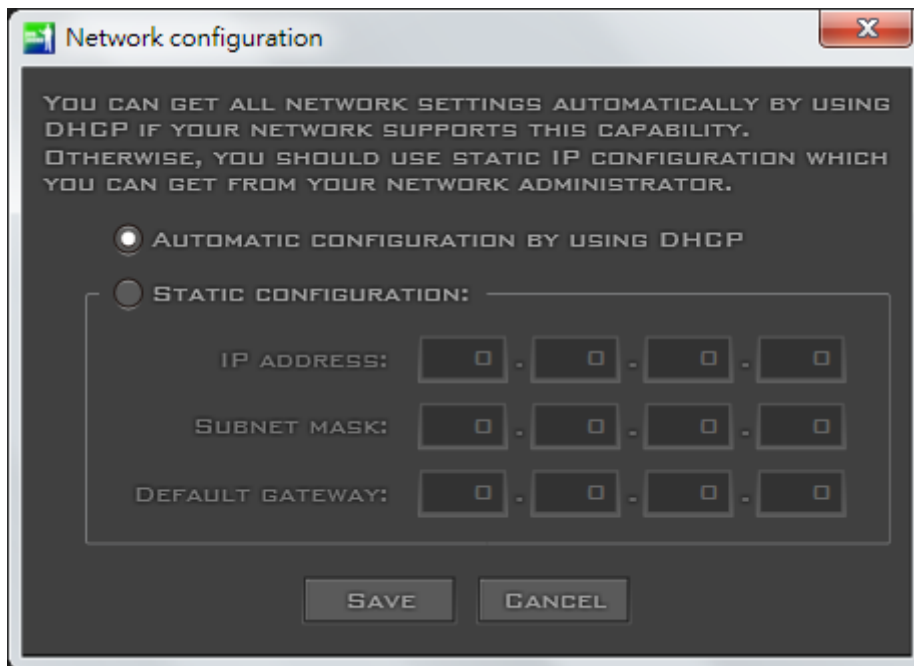 Network configuration
YOU CAN GET ALL NETWORK SETTINGS AUTOMATICALLY BY USING
DHCP IF YOUR NETWORK SUPPORTS THIS CAPABILITY.
OTHERWISE, YOU SHOULD USE STATIC IP CONFIGURATION WHICH
YOU CAN GET FROM YOUR NETWORK ADMINISTRATOR.
AUTOMATIC CONFIGURATION BY USING DHCP
STATIC CONFIGURATION:
IP ADDRESS: 0 . 0 . 0 . 0
SUBNET MASK: 0 . 0 . 0 . 0
DEFAULT GATEWAY: 0 . 0 . 0 . 0
SAVE CANCEL